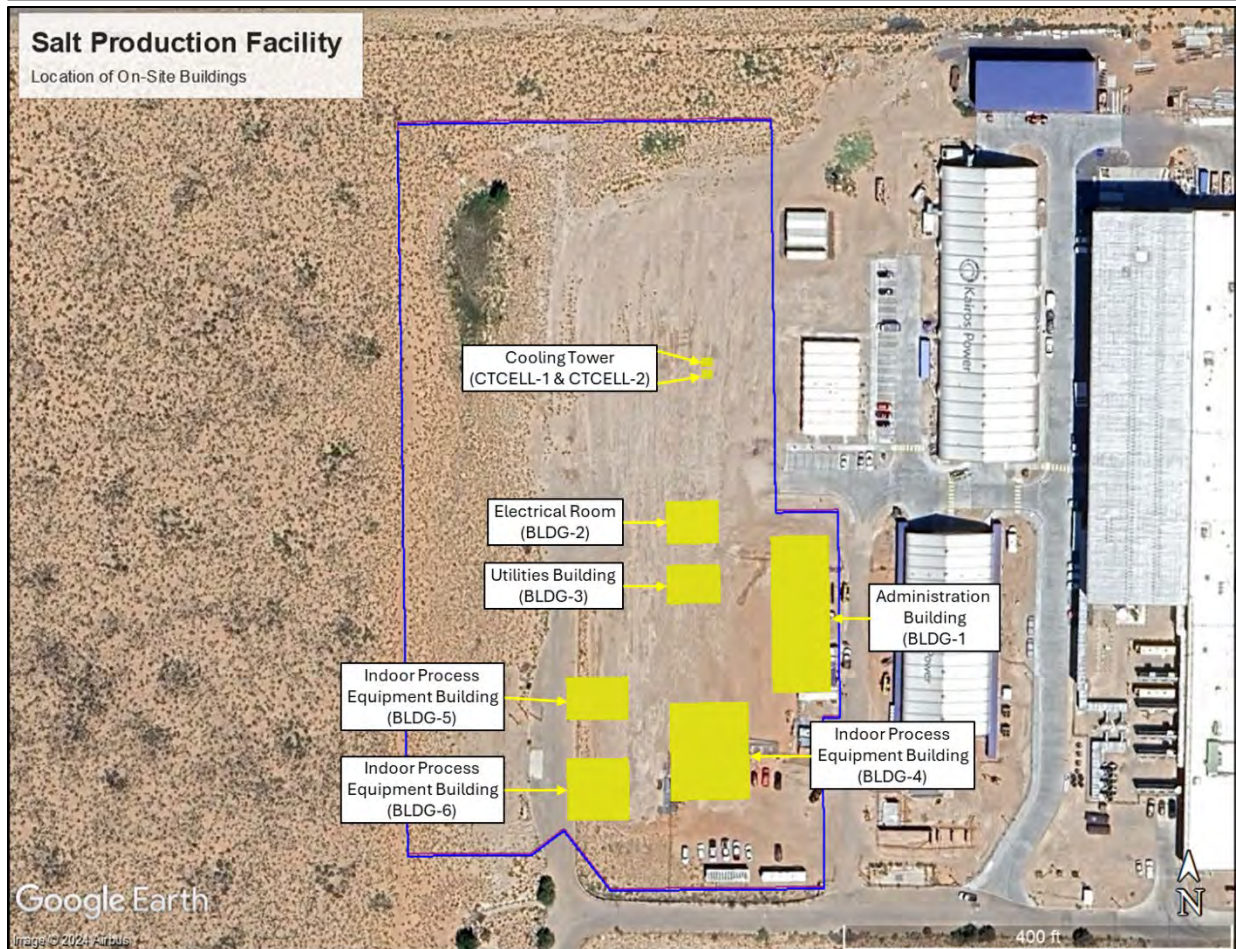 Salt Production Facility
Location of On-Site Buildings
Kairos Power
Cooling Tower
(CTCELL-1 & CTCELL-2)
Electrical Room
(BLDG-2)
Utilities Building
(BLDG-3)
Administration
Building
(BLDG-1
Power
Indoor Process
Equipment Building
(BLDG-5)
Indoor Process
Equipment Building
(BLDG-4)
Indoor Process
Equipment Building
(BLDG-6)
Google Earth
Image © 2024 Airbus
400 ft
N